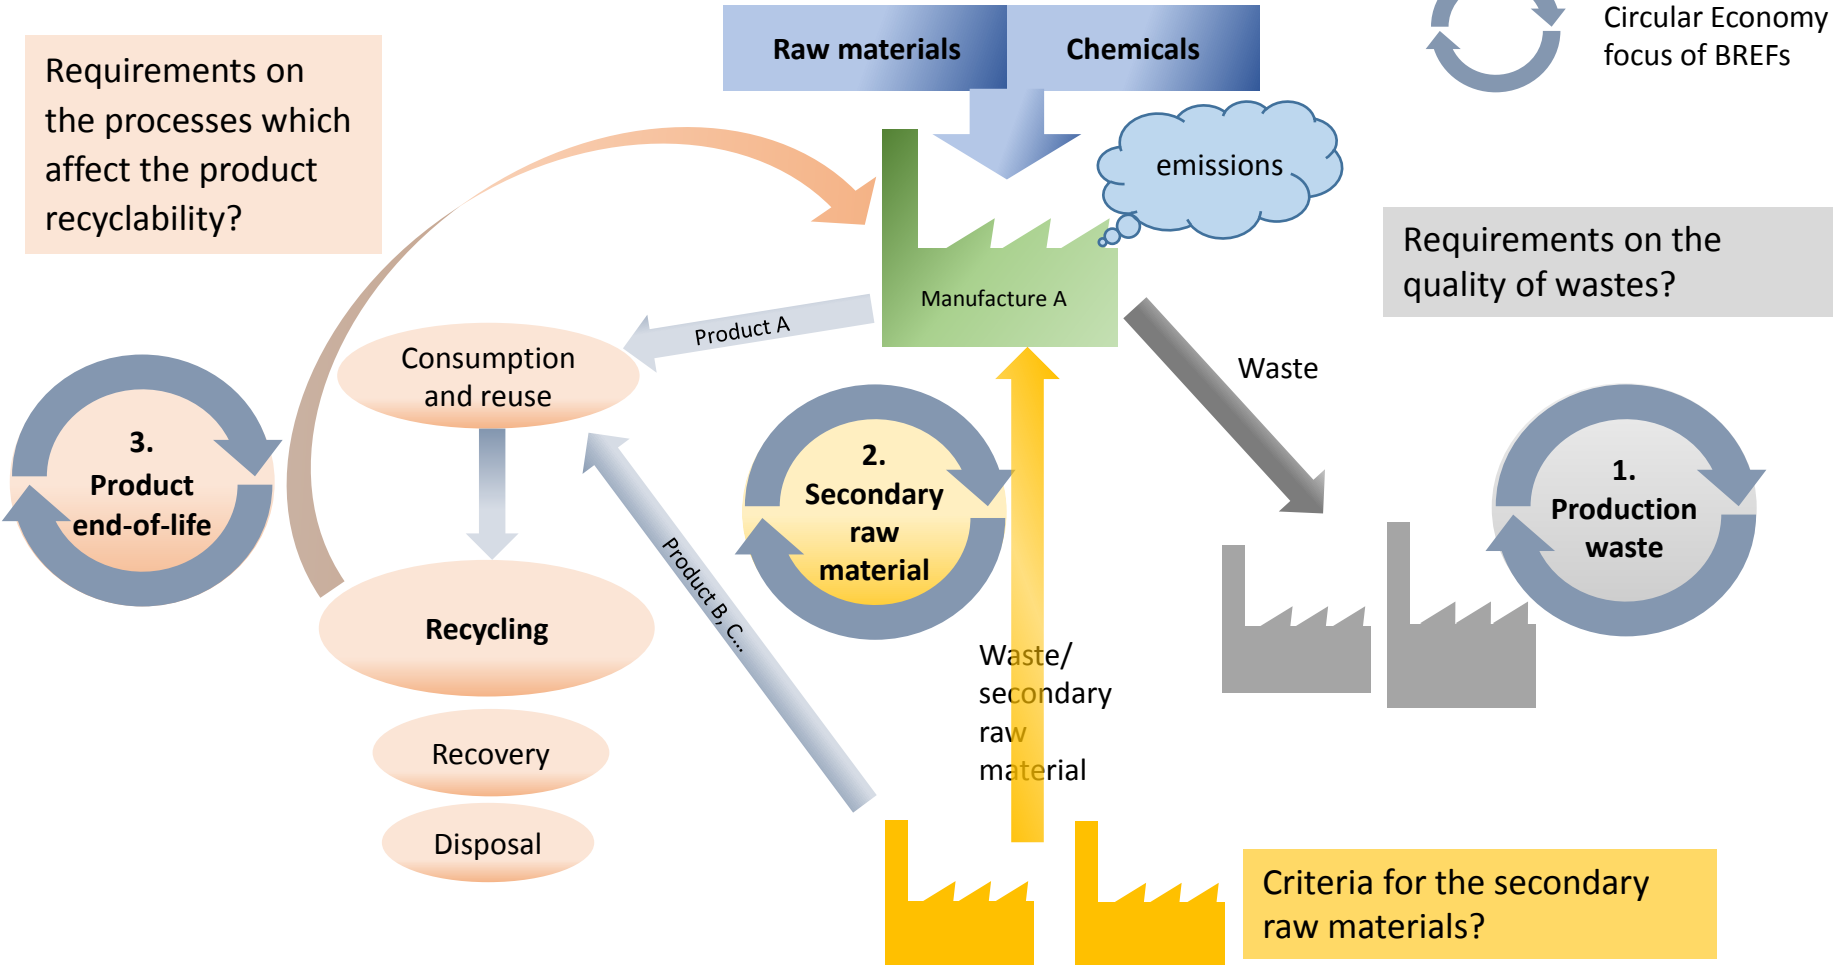 Circular Economy
focus of BREFs
Raw materials
Chemicals
Requirements on
the processes which
affect the product
recyclability?
emissions
Requirements on the
quality of wastes?
Manufacture A
Product A
Waste
Consumption
and reuse
3.
Product
end-of-life
2.
Secondary
raw
material
1.
Production
waste
Product B, C...
Recycling
Waste/
secondary
raw
material
Recovery
Disposal
Criteria for the secondary
raw materials?